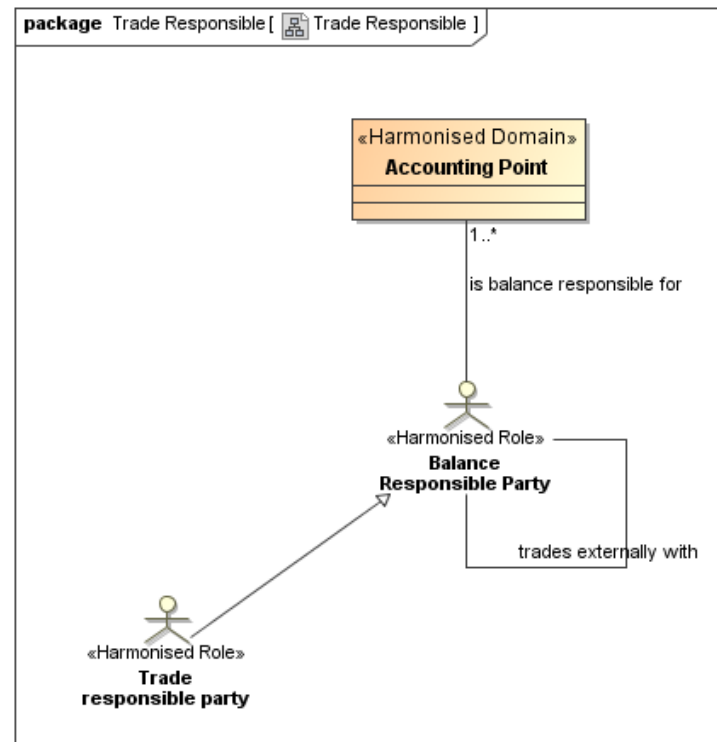 package Trade Responsible [ Trade Responsible ]
«Harmonised Domain»
Accounting Point
1..*
is balance responsible for
«Harmonised Role»
Balance
Responsible Party
trades externally with
«Harmonised Role»
Trade
responsible party